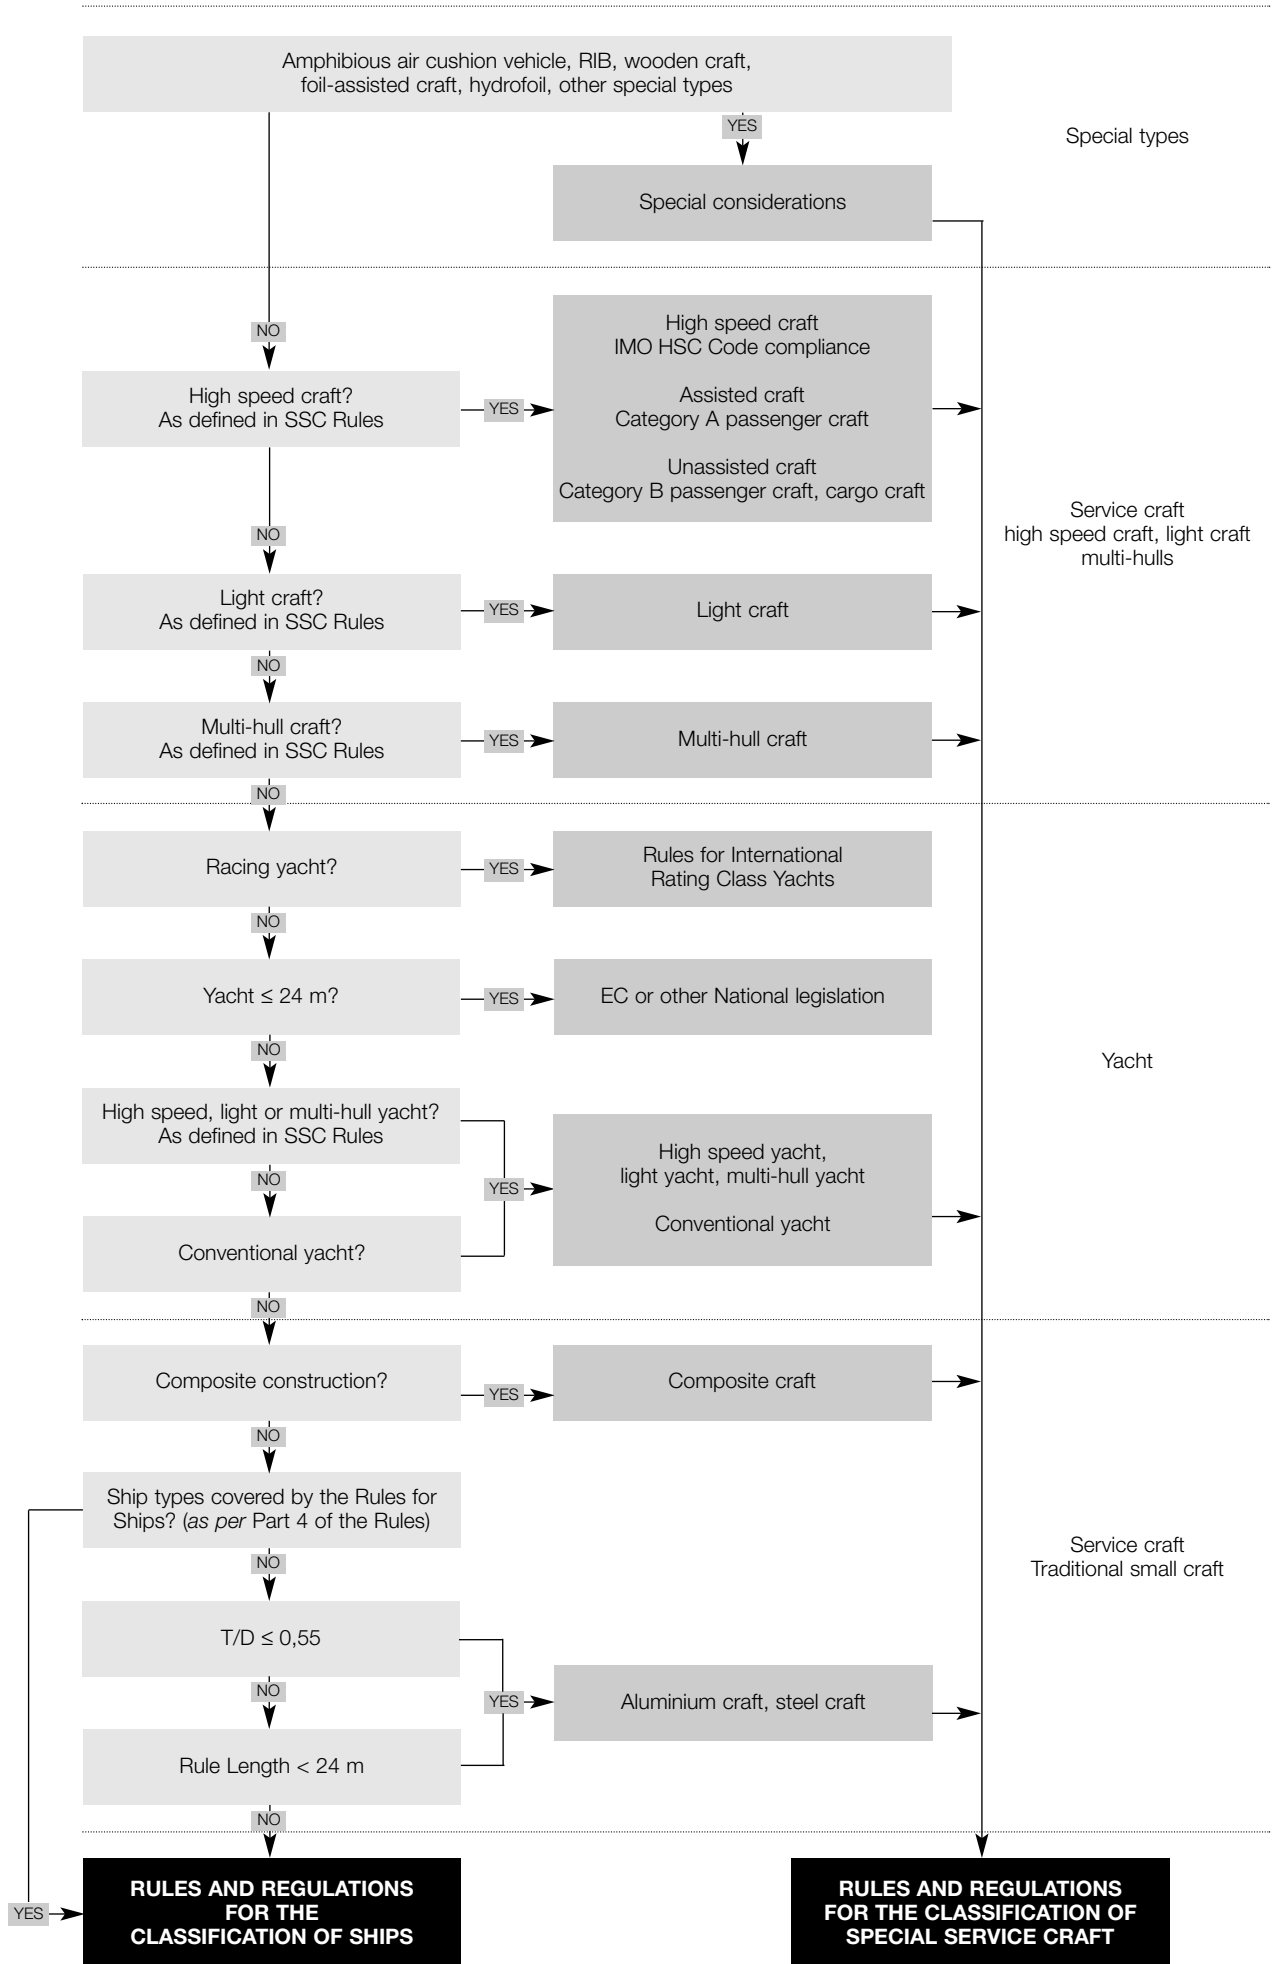 Amphibious air cushion vehicle, RIB, wooden craft,
foil-assisted craft, hydrofoil, other special types
YES
Special types
Special considerations
NO
High speed craft?
As defined in SSC Rules
YES
High speed craft
IMO HSC Code compliance
Assisted craft
Category A passenger craft
Unassisted craft
Category B passenger craft, cargo craft
Service craft
high speed craft, light craft
multi-hulls
NO
Light craft?
As defined in SSC Rules
YES
Light craft
NO
Multi-hull craft?
As defined in SSC Rules
YES
Multi-hull craft
NO
Racing yacht?
YES
Rules for International
Rating Class Yachts
NO
Yacht ≤ 24 m?
YES
EC or other National legislation
NO
Yacht
High speed, light or multi-hull yacht?
As defined in SSC Rules
NO
YES
High speed yacht,
light yacht, multi-hull yacht
Conventional yacht
Conventional yacht?
NO
Composite construction?
YES
Composite craft
NO
Ship types covered by the Rules for
Ships? (as per Part 4 of the Rules)
NO
Service craft
Traditional small craft
T/D ≤ 0,55
NO
YES
Aluminium craft, steel craft
Rule Length < 24 m
NO
YES
RULES AND REGULATIONS
FOR THE
CLASSIFICATION OF SHIPS
RULES AND REGULATIONS
FOR THE CLASSIFICATION OF
SPECIAL SERVICE CRAFT